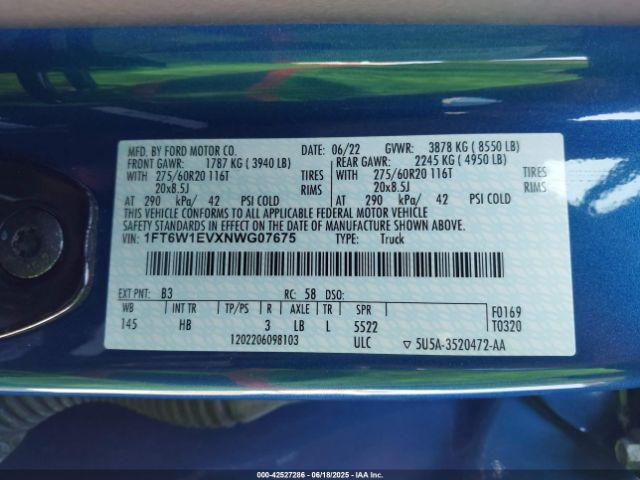 MFD. BY FORD MOTOR CO. DATE: 06/22 GVWR: 3878 KG ( 8550 LB)
FRONT GAWR: 1787 KG ( 3940 LB) REAR GAWR: 2245 KG ( 4950 LB)
WITH 275/60R20 116T TIRES WITH 275/60R20 116T TIRES
20x8.5J RIMS 20x8.5J RIMS
AT 290 kPa/ 42 PSI COLD AT 290 kPa/ 42 PSI COLD
THIS VEHICLE CONFORMS TO ALL APPLICABLE FEDERAL MOTOR VEHICLE
SAFETY STANDARDS IN EFFECT ON THE DATE OF MANUFACTURE SHOWN ABOVE.
VIN: 1FT6W1EVXNWG07675 TYPE: Truck
EXT PNT: B3 RC: 58 DSO:
WB TP/PS R AXLE TR SPR F0169
145 HB 3 LB L 5522 T0320
1202206098103 ULC ▽ 5U5A-3520472-AA
000-42527286 - 06/18/2025 - IAAI.COM